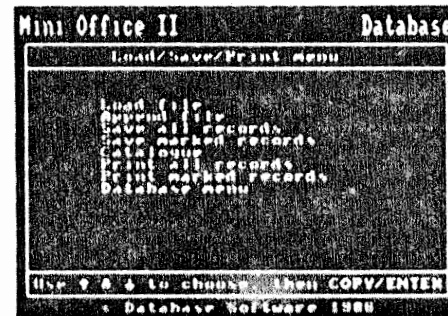 Mini Office II Database
Load/Save/Print menu
Load file
Append file
Save all records
Save marked records
Catalogue
Print all records
Print marked records
Database menu
Use ↑ & ↓ to choose, then COPY/ENTER
Database Software 1986